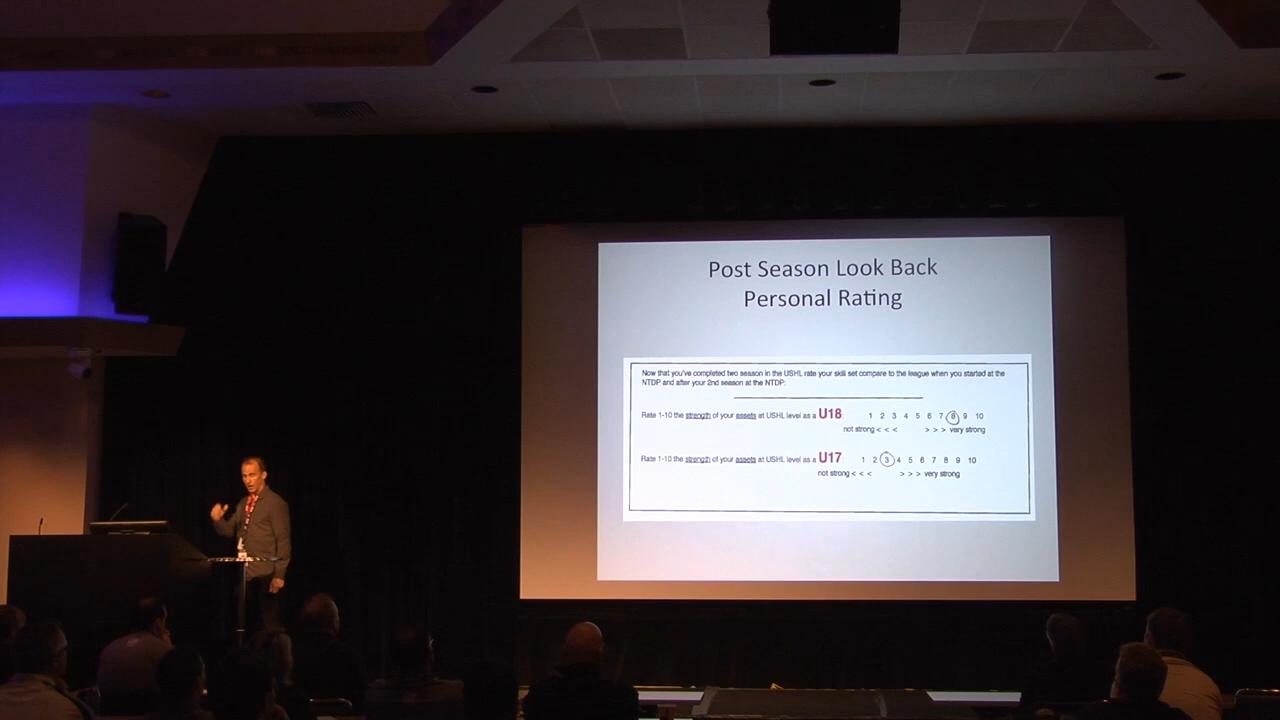 Post Season Look Back
Personal Rating
Now that you've completed two season in the USHL rate your skill set compare to the league when you started at the
NTDP and after your 2nd season at the NTDP:
Rate 1-10 the strength of your assets at USHL level as a U18: 1 2 3 4 5 6 7 8 9 10
not strong < < < > > > very strong
Rate 1-10 the strength of your assets at USHL level as a U17: 1 2 3 4 5 6 7 8 9 10
not strong < < < > > > very strong